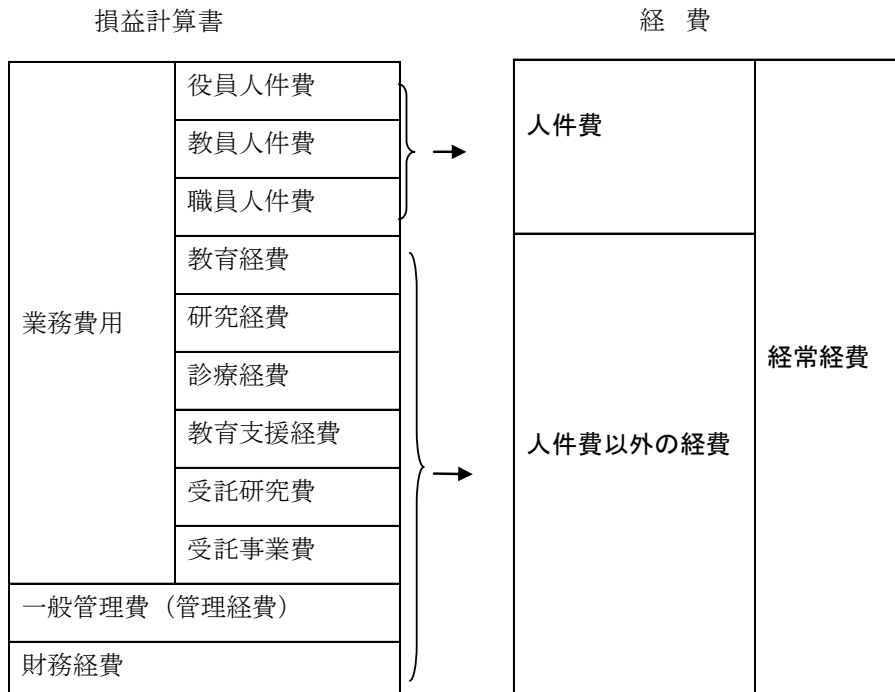 損益計算書
経 費
役員人件費
教員人件費
職員人件費
業務費用
教育経費
研究経費
診療経費
教育支援経費
受託研究費
受託事業費
一般管理費（管理経費）
財務経費
人件費
人件費以外の経費
経常経費